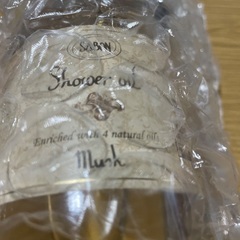 SABON
Shower oil
Enriched with 4 natural oils
Musk